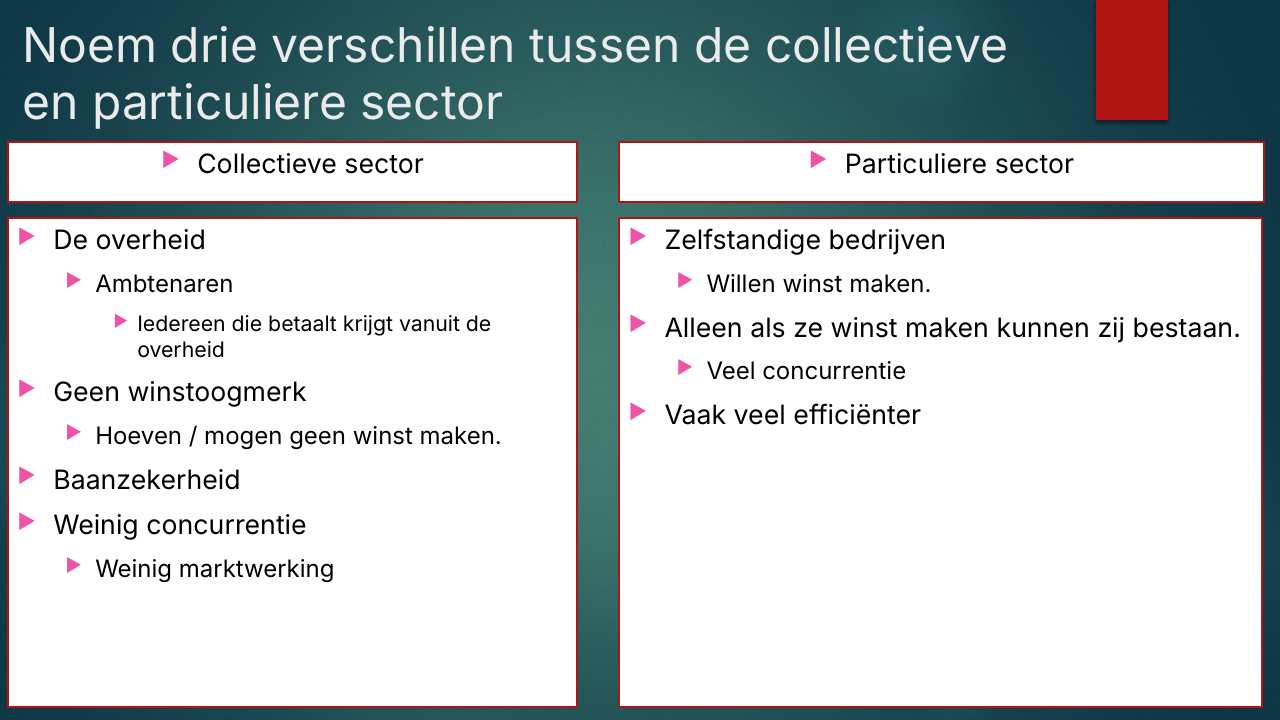 Noem drie verschillen tussen de collectieve
en particuliere sector
Collectieve sector
De overheid
Ambtenaren
Iedereen die betaalt krijgt vanuit de
overheid
Geen winstoogmerk
Hoeven / mogen geen winst maken.
Baanzekerheid
Weinig concurrentie
Weinig marktwerking
Particuliere sector
Zelfstandige bedrijven
Willen winst maken.
Alleen als ze winst maken kunnen zij bestaan.
Veel concurrentie
Vaak veel efficiënter